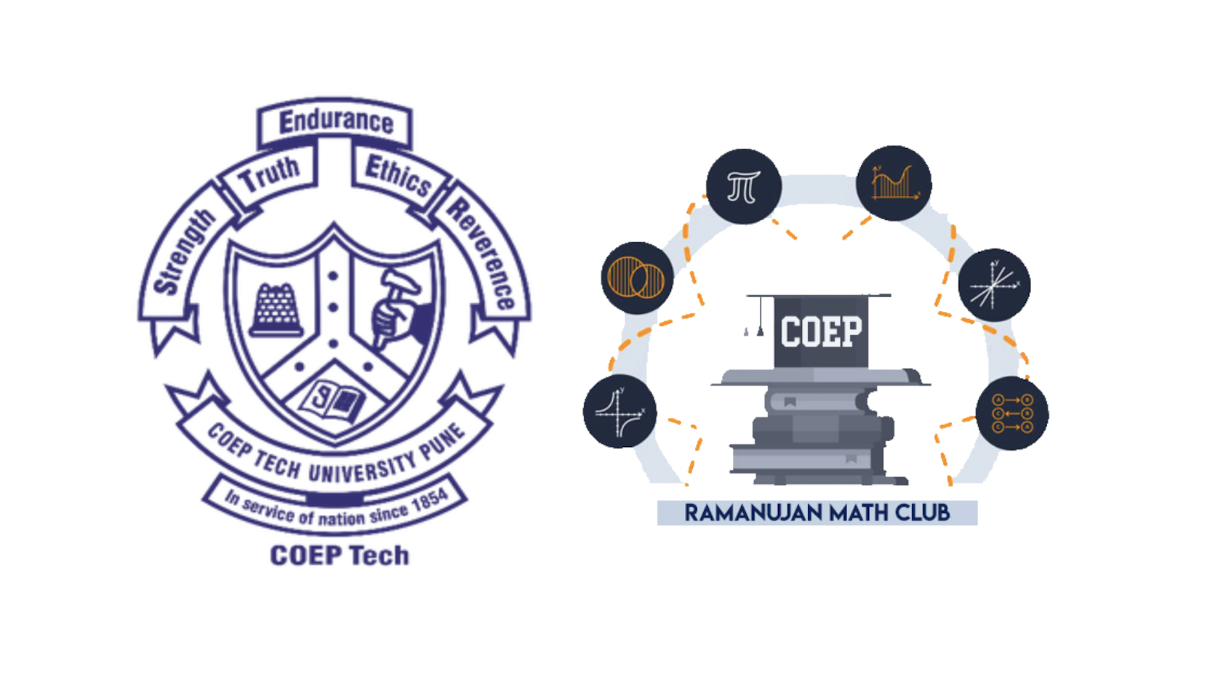 Endurance
Truth
Ethics
Strength
Reverence
S
COEP TECH UNIVERSITY PUNE
In service of nation since 1854
COEP Tech
π
y
x
y
x
y
x
COEP
RAMANUJAN MATH CLUB